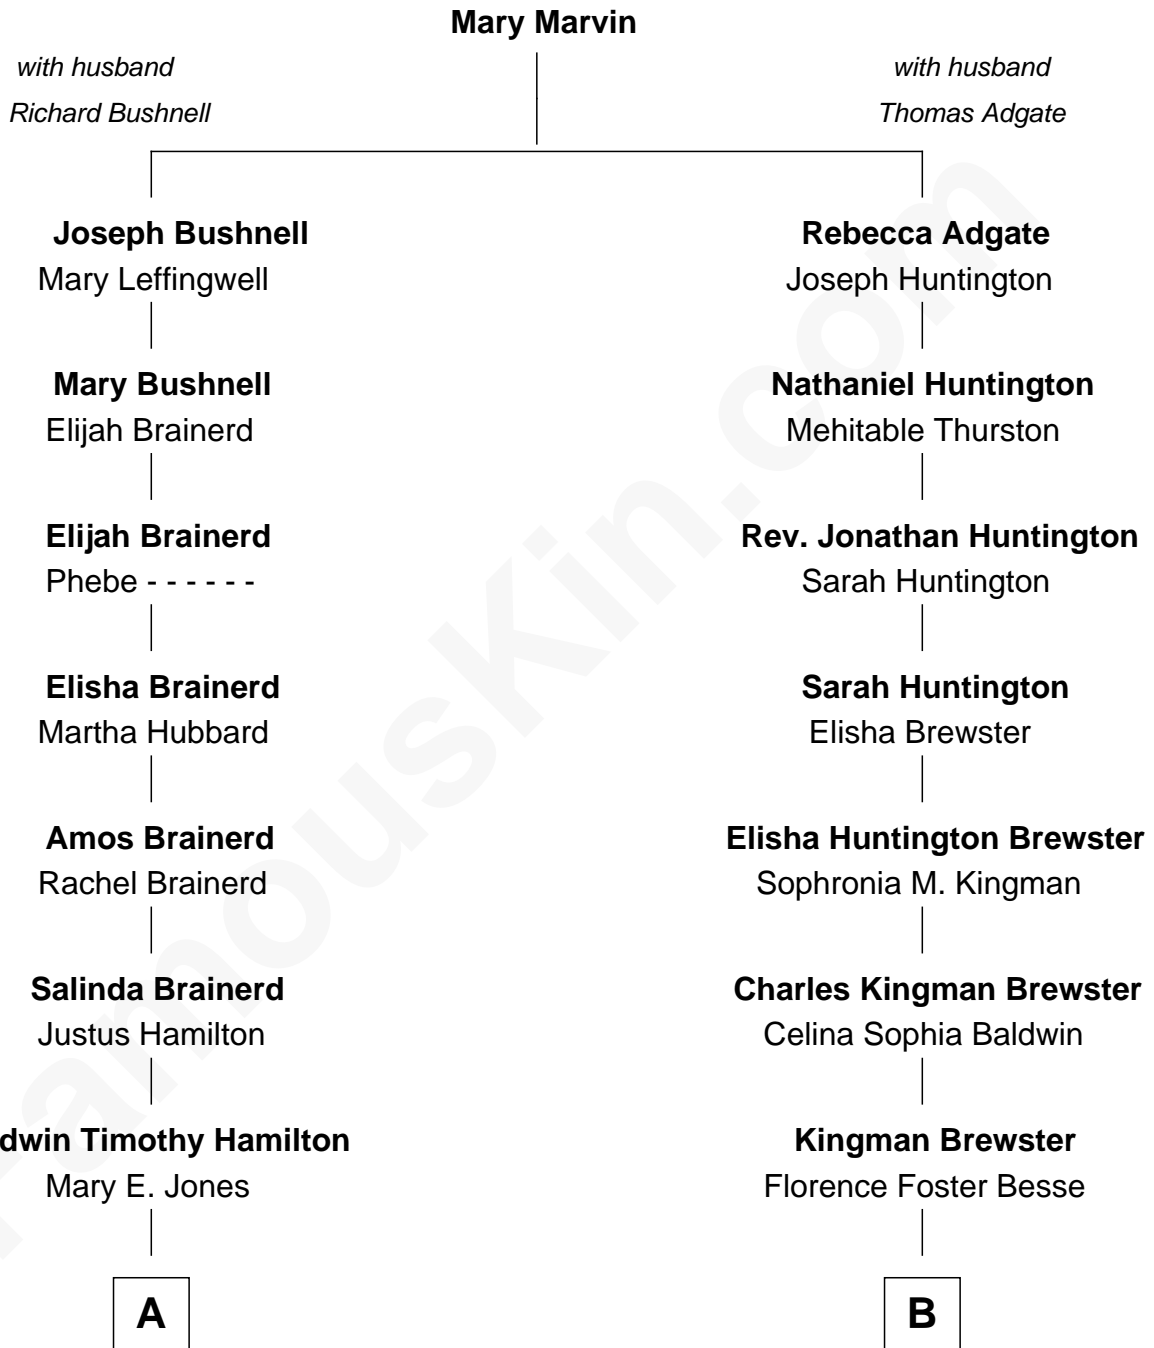 Mary Marvin
with husband
Richard Bushnell
with husband
Thomas Adgate
Joseph Bushnell
Mary Leffingwell
Rebecca Adgate
Joseph Huntington
Mary Bushnell
Elijah Brainerd
Nathaniel Huntington
Mehitable Thurston
Elijah Brainerd
Phebe - - - - - -
Rev. Jonathan Huntington
Sarah Huntington
Elisha Brainerd
Martha Hubbard
Sarah Huntington
Elisha Brewster
Amos Brainerd
Rachel Brainerd
Elisha Huntington Brewster
Sophronia M. Kingman
Salinda Brainerd
Justus Hamilton
Charles Kingman Brewster
Celina Sophia Baldwin
dwin Timothy Hamilton
Mary E. Jones
Kingman Brewster
Florence Foster Besse
A
B
FamousKin.com